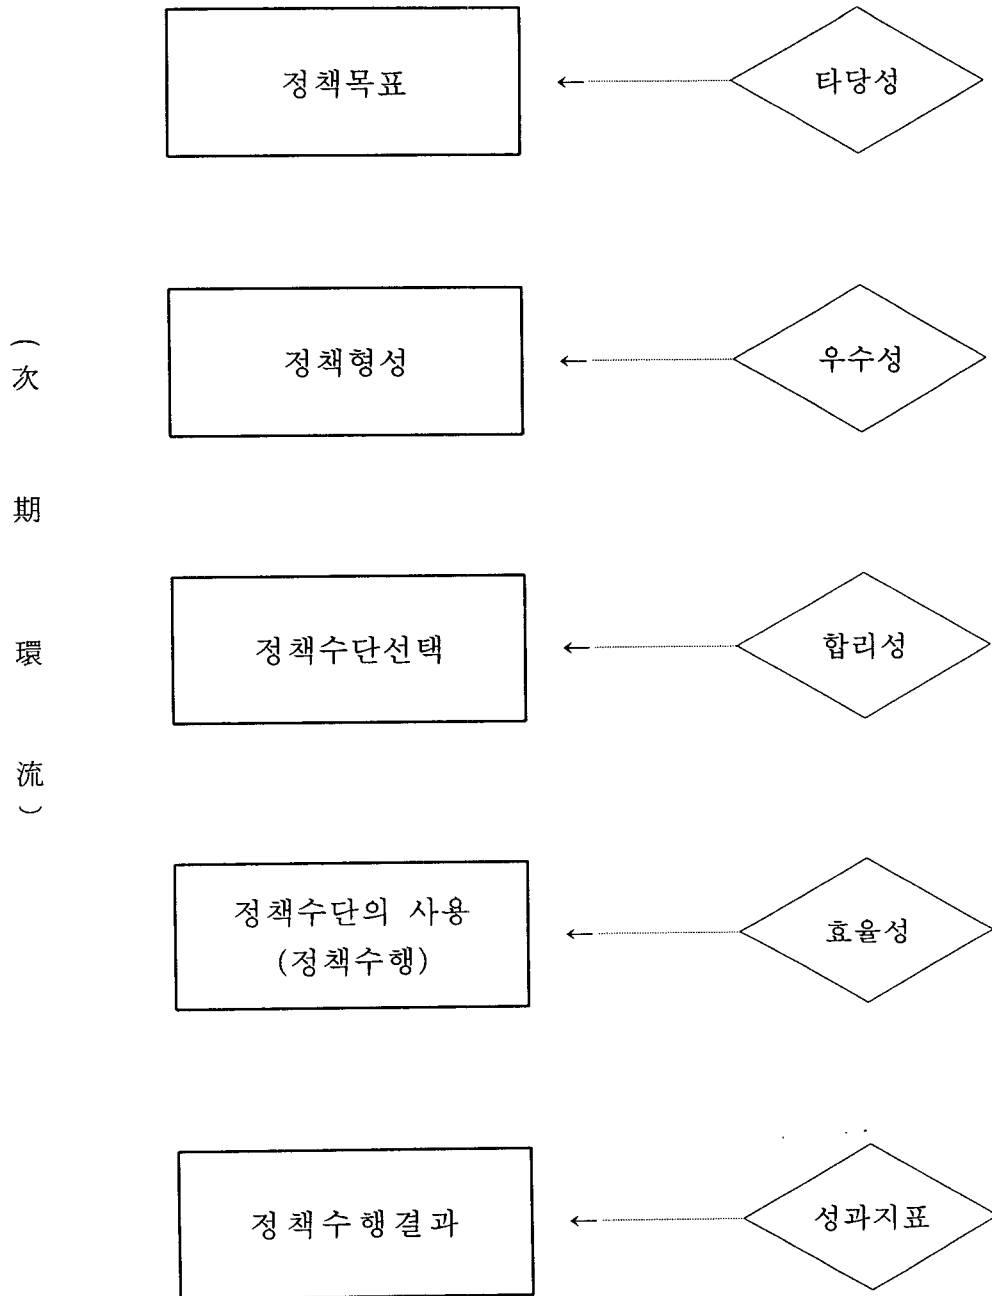 정책목표
타당성
정책형성
우수성
(次期環流)
정책수단선택
합리성
정책수단의 사용
(정책수행)
효율성
정책수행결과
성과지표